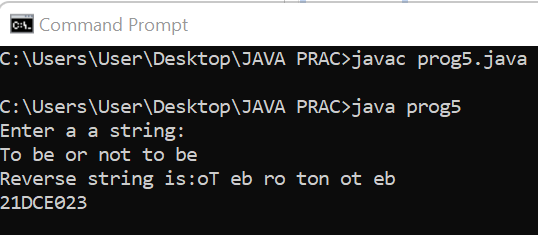 Command Prompt
C:\Users\User\Desktop\JAVA PRAC>javac prog5.java
C:\Users\User\Desktop\JAVA PRAC>java prog5
Enter a a string:
To be or not to be
Reverse string is:oT eb ro ton ot eb
21DCE023